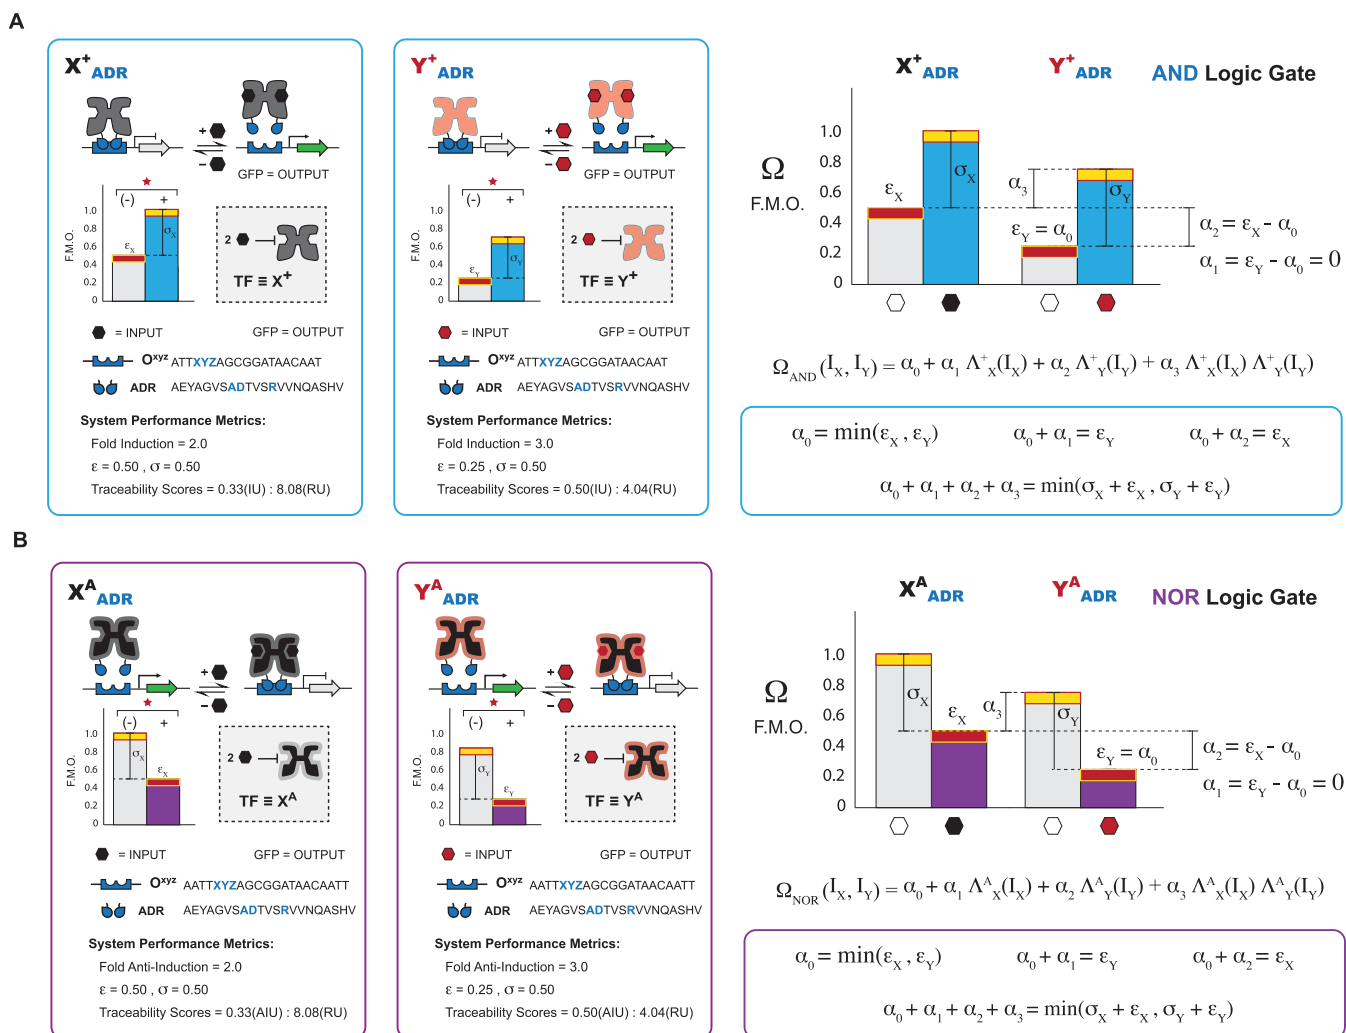 A
X⁺ADR
+
−
GFP = OUTPUT
(-) +
F.M.O.
1.0
0.8
0.6
0.4
0.2
0
εX
σX
2
TF ≡ X⁺
= INPUT GFP = OUTPUT
Oxyz ATTXYZAGCGGATAACAAT
ADR AEYAGVSADTVSRVVNQASHV
System Performance Metrics:
Fold Induction = 2.0
ε = 0.50 , σ = 0.50
Traceability Scores = 0.33(IU) : 8.08(RU)
Y⁺ADR
+
−
GFP = OUTPUT
(-) +
F.M.O.
1.0
0.8
0.6
0.4
0.2
0
εY
σY
2
TF ≡ Y⁺
= INPUT GFP = OUTPUT
Oxyz ATTXYZAGCGGATAACAAT
ADR AEYAGVSADTVSRVVNQASHV
System Performance Metrics:
Fold Induction = 3.0
ε = 0.25 , σ = 0.50
Traceability Scores = 0.50(IU) : 4.04(RU)
X⁺ADR Y⁺ADR AND Logic Gate
Ω
F.M.O.
1.0
0.8
0.6
0.4
0.2
0
εX
σX
α3
σY
εY = α0
α2 = εX - α0
α1 = εY - α0 = 0
ΩAND(IX, IY) = α0 + α1 Λ⁺X(IX) + α2 Λ⁺Y(IY) + α3 Λ⁺X(IX) Λ⁺Y(IY)
α0 = min(εX , εY) α0 + α1 = εY α0 + α2 = εX
α0 + α1 + α2 + α3 = min(σX + εX , σY + εY)
B
XᴬADR
+
−
(-) +
F.M.O.
1.0
0.8
0.6
0.4
0.2
0
σX
εX
2
TF ≡ Xᴬ
= INPUT GFP = OUTPUT
Oxyz AATTXYZAGCGGATAACAATT
ADR AEYAGVSADTVSRVVNQASHV
System Performance Metrics:
Fold Anti-Induction = 2.0
ε = 0.50 , σ = 0.50
Traceability Scores = 0.33(AIU) : 8.08(RU)
YᴬADR
+
−
(-) +
F.M.O.
1.0
0.8
0.6
0.4
0.2
0
σY
εY
2
TF ≡ Yᴬ
= INPUT GFP = OUTPUT
Oxyz AATTXYZAGCGGATAACAATT
ADR AEYAGVSADTVSRVVNQASHV
System Performance Metrics:
Fold Anti-Induction = 3.0
ε = 0.25 , σ = 0.50
Traceability Scores = 0.50(AIU) : 4.04(RU)
XᴬADR YᴬADR NOR Logic Gate
Ω
F.M.O.
1.0
0.8
0.6
0.4
0.2
0
σX
εX
α3
σY
εY = α0
α2 = εX - α0
α1 = εY - α0 = 0
ΩNOR(IX, IY) = α0 + α1 ΛᴬX(IX) + α2 ΛᴬY(IY) + α3 ΛᴬX(IX) ΛᴬY(IY)
α0 = min(εX , εY) α0 + α1 = εY α0 + α2 = εX
α0 + α1 + α2 + α3 = min(σX + εX , σY + εY)